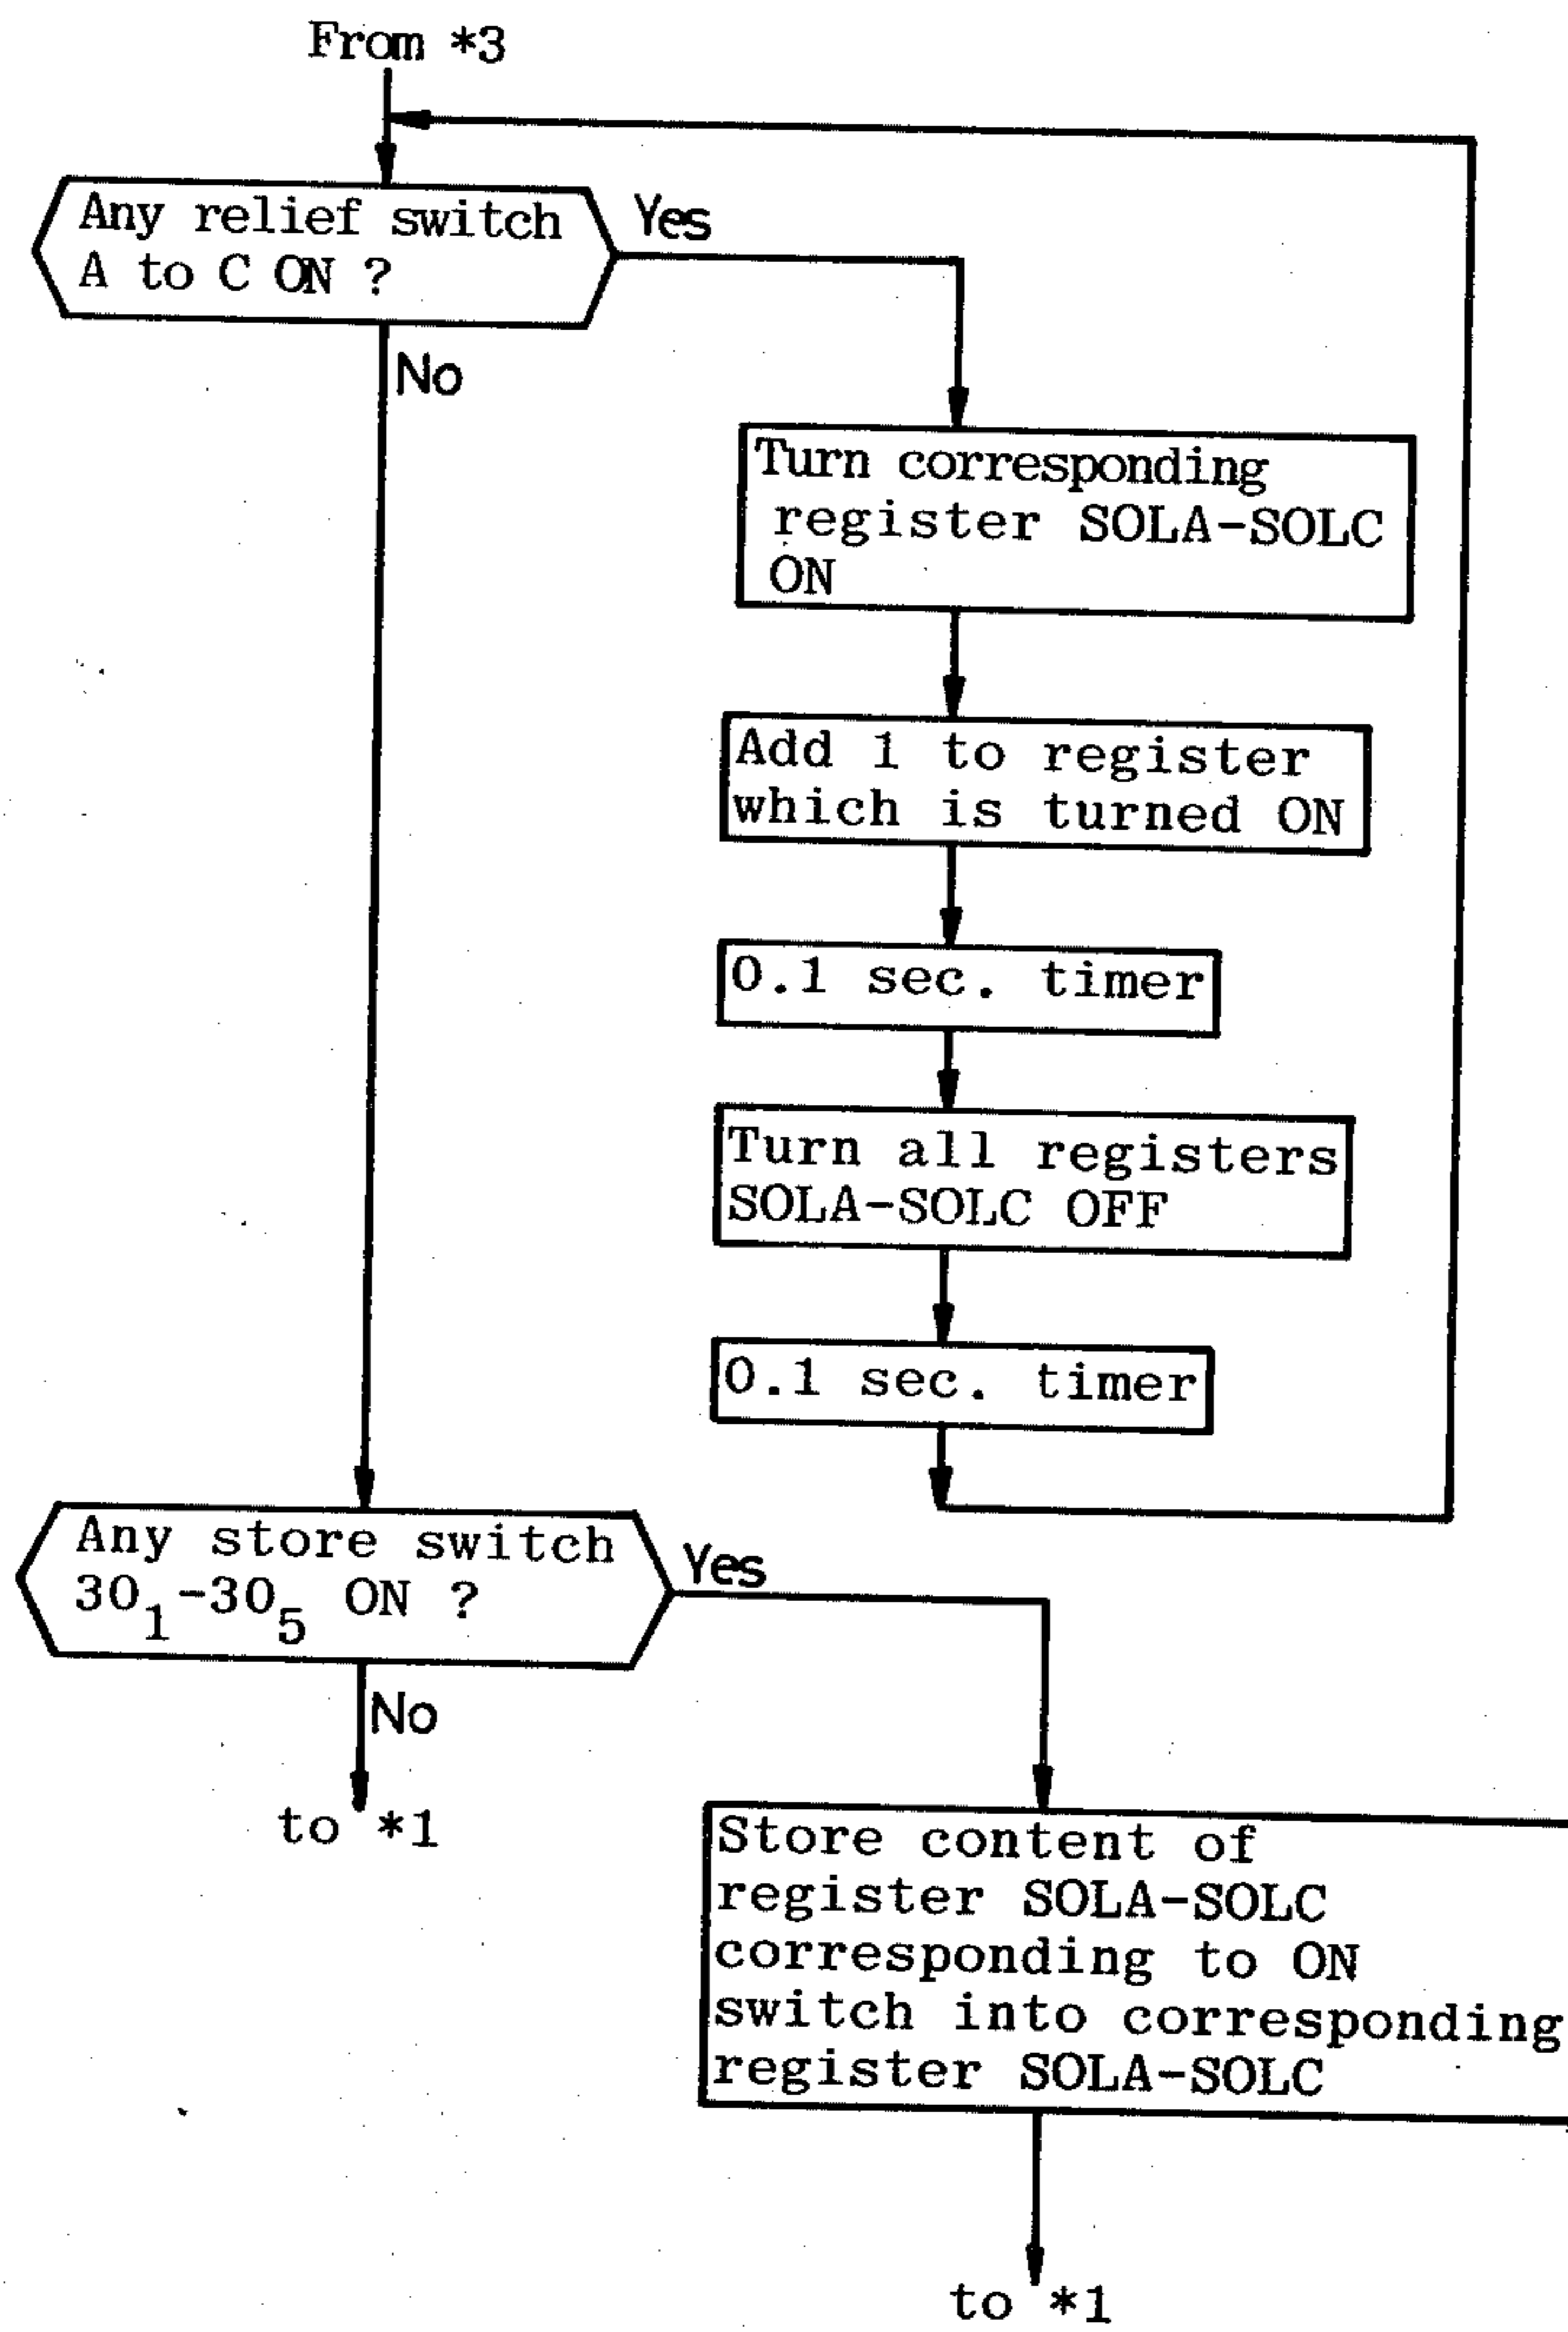 From *3
Any relief switch
A to C ON ?
Yes
No
Turn corresponding
register SOLA-SOLC
ON
Add 1 to register
which is turned ON
0.1 sec. timer
Turn all registers
SOLA-SOLC OFF
0.1 sec. timer
Any store switch
30₁-30₅ ON ?
Yes
No
to *1
Store content of
register SOLA-SOLC
corresponding to ON
switch into corresponding
register SOLA-SOLC
to *1